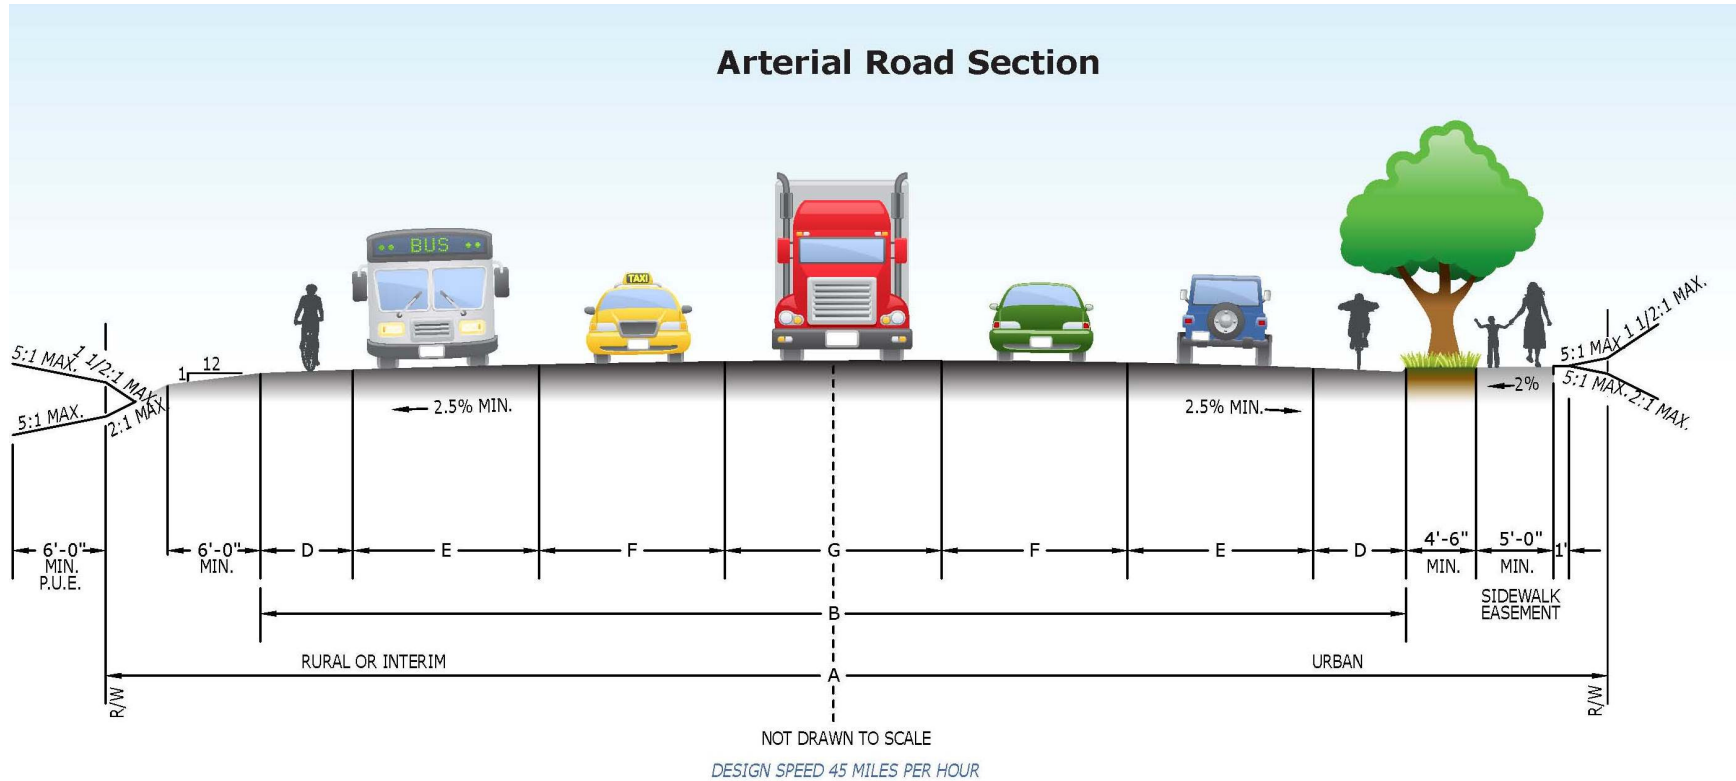 Arterial Road Section
BUS
TAXI
5:1 MAX.
1 1/2:1 MAX.
5:1 MAX.
2:1 MAX.
1
12
2.5% MIN.
2.5% MIN.
2%
5:1 MAX
1 1/2:1 MAX.
5:1 MAX.
2:1 MAX.
6'-0"
MIN.
P.U.E.
6'-0"
MIN.
D
E
F
G
F
E
D
4'-6"
MIN.
5'-0"
MIN.
1'
SIDEWALK
EASEMENT
B
RURAL OR INTERIM
URBAN
A
R/W
R/W
NOT DRAWN TO SCALE
DESIGN SPEED 45 MILES PER HOUR